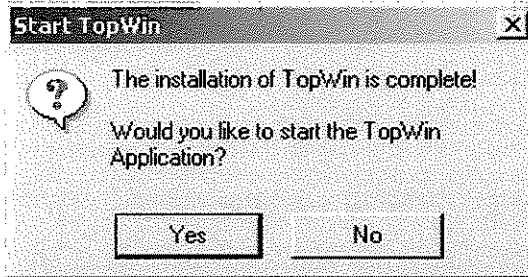 Start TopWin
The installation of TopWin is complete!
Would you like to start the TopWin
Application?
Yes
No